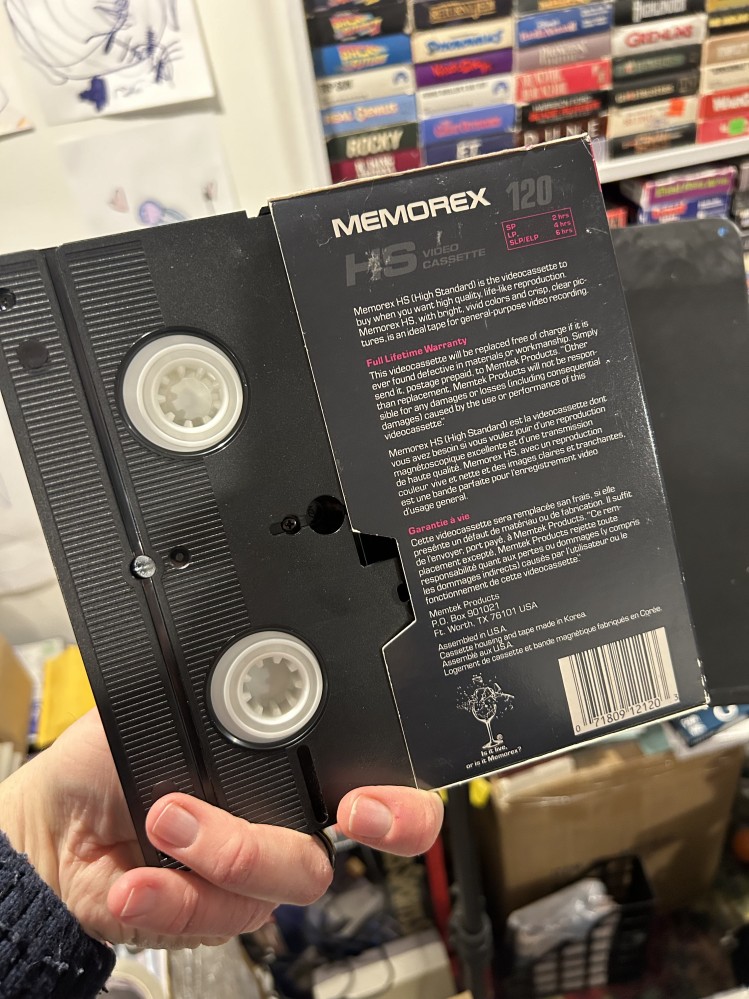 BACK TO THE FUTURE
GREMLINS
ROCKY
ET
DUNE
MEMOREX 120
SP 2 hrs
LP 4 hrs
SLP/ELP 6 hrs
HS VIDEO
CASSETTE
Memorex HS (High Standard) is the videocassette to
buy when you want high quality, life-like reproduction.
Memorex HS, with bright, vivid colors and crisp, clear pic-
tures, is an ideal tape for general-purpose video recording.
Full Lifetime Warranty
This videocassette will be replaced free of charge if it is
ever found defective in materials or workmanship. Simply
send it, postage prepaid, to Memtek Products. "Other
than replacement, Memtek Products will not be respon-
sible for any damages or losses (including consequential
damages) caused by the use or performance of this
videocassette."
Memorex HS (High Standard) est la videocassette dont
vous avez besoin si vous voulez jouir d'une reproduction
magnétoscopique excellente et d'une transmission
de haute qualité. Memorex HS, avec un reproduction
couleur vive et nette et des images claires et tranchantes,
est une bande parfaite pour l'enregistrement video
d'usage general.
Garantie à vie
Cette videocassette sera remplacée san frais, si elle
présente un défaut de matériau ou de fabrication. Il suffit
de l'envoyer, port payé, à Memtek Products. "Ce rem-
placement excepté, Memtek Products rejette toute
responsabilité quant aux pertes ou dommages (y compris
les dommages indirects) causés par l'utilisateur ou le
fonctionnement de cette videocassette."
Memtek Products
P.O. Box 901021
Ft. Worth, TX 76101 USA
Assembled in U.S.A.
Cassette housing and tape made in Korea.
Assemblé aux U.S.A.
Logement de cassette et bande magnétique fabriqués en Corée.
Is it live,
or is it Memorex?
0 71809 12120 3